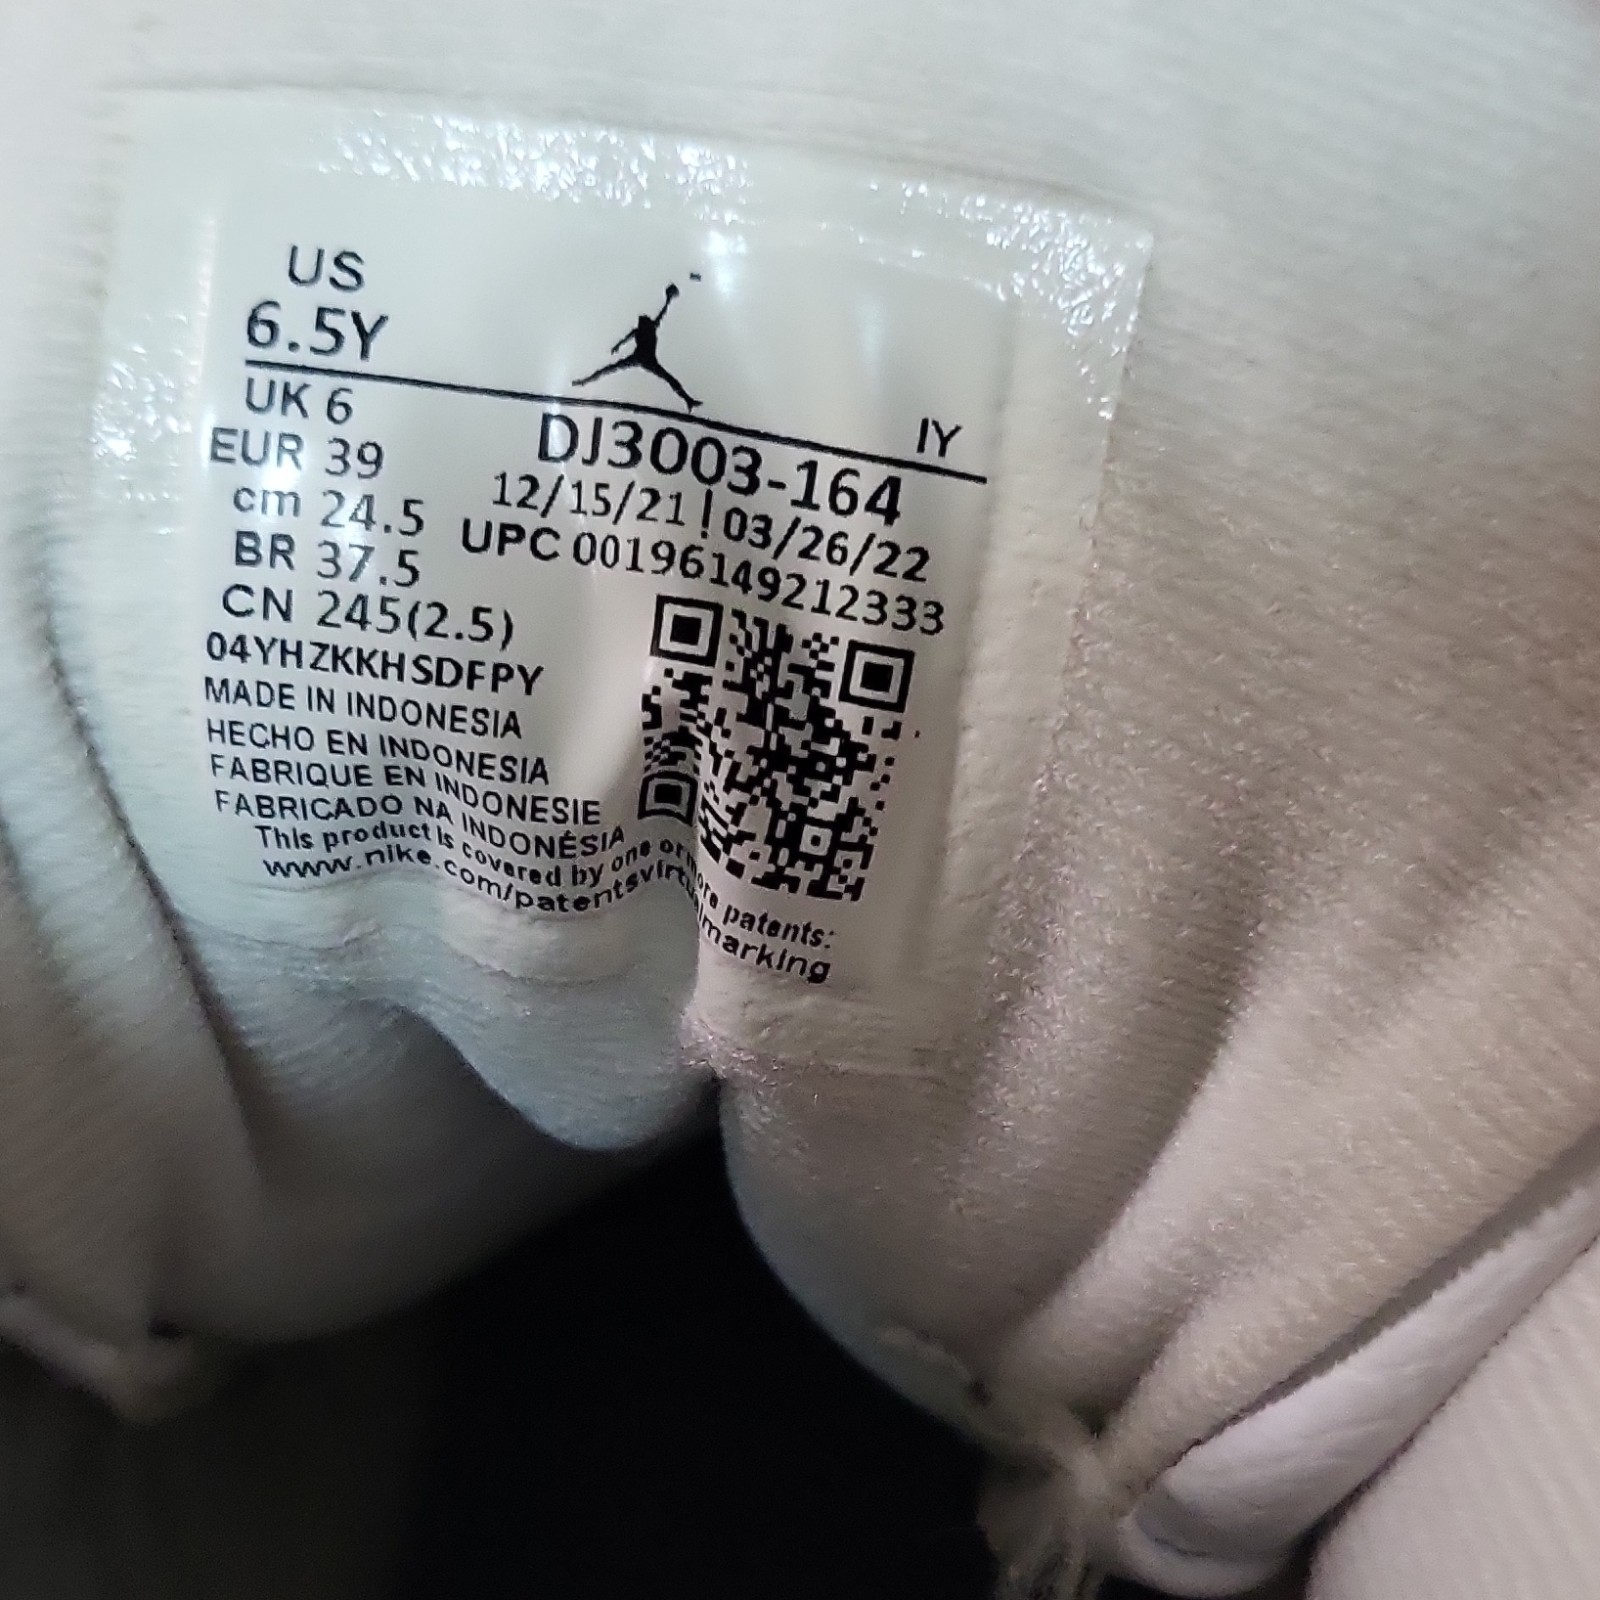 US
6.5Y
IY
UK 6
DJ3003-164
EUR 39
12/15/21 | 03/26/22
cm 24.5
UPC 00196149212333
BR 37.5
CN 245(2.5)
04YHZKKHSDFPY
MADE IN INDONESIA
HECHO EN INDONESIA
FABRIQUE EN INDONESIE
FABRICADO NA INDONÉSIA
This product is covered by one or more patents:
www.nike.com/patentsvirtualmarking